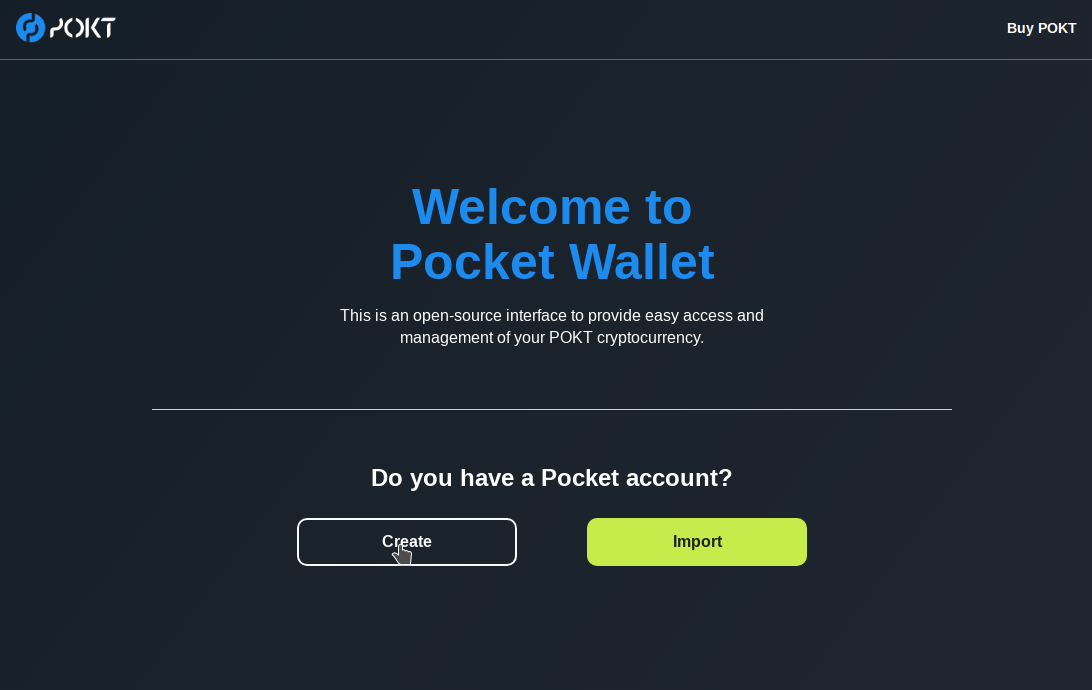 POKT
Buy POKT
Welcome to
Pocket Wallet
This is an open-source interface to provide easy access and
management of your POKT cryptocurrency.
Do you have a Pocket account?
Create
Import